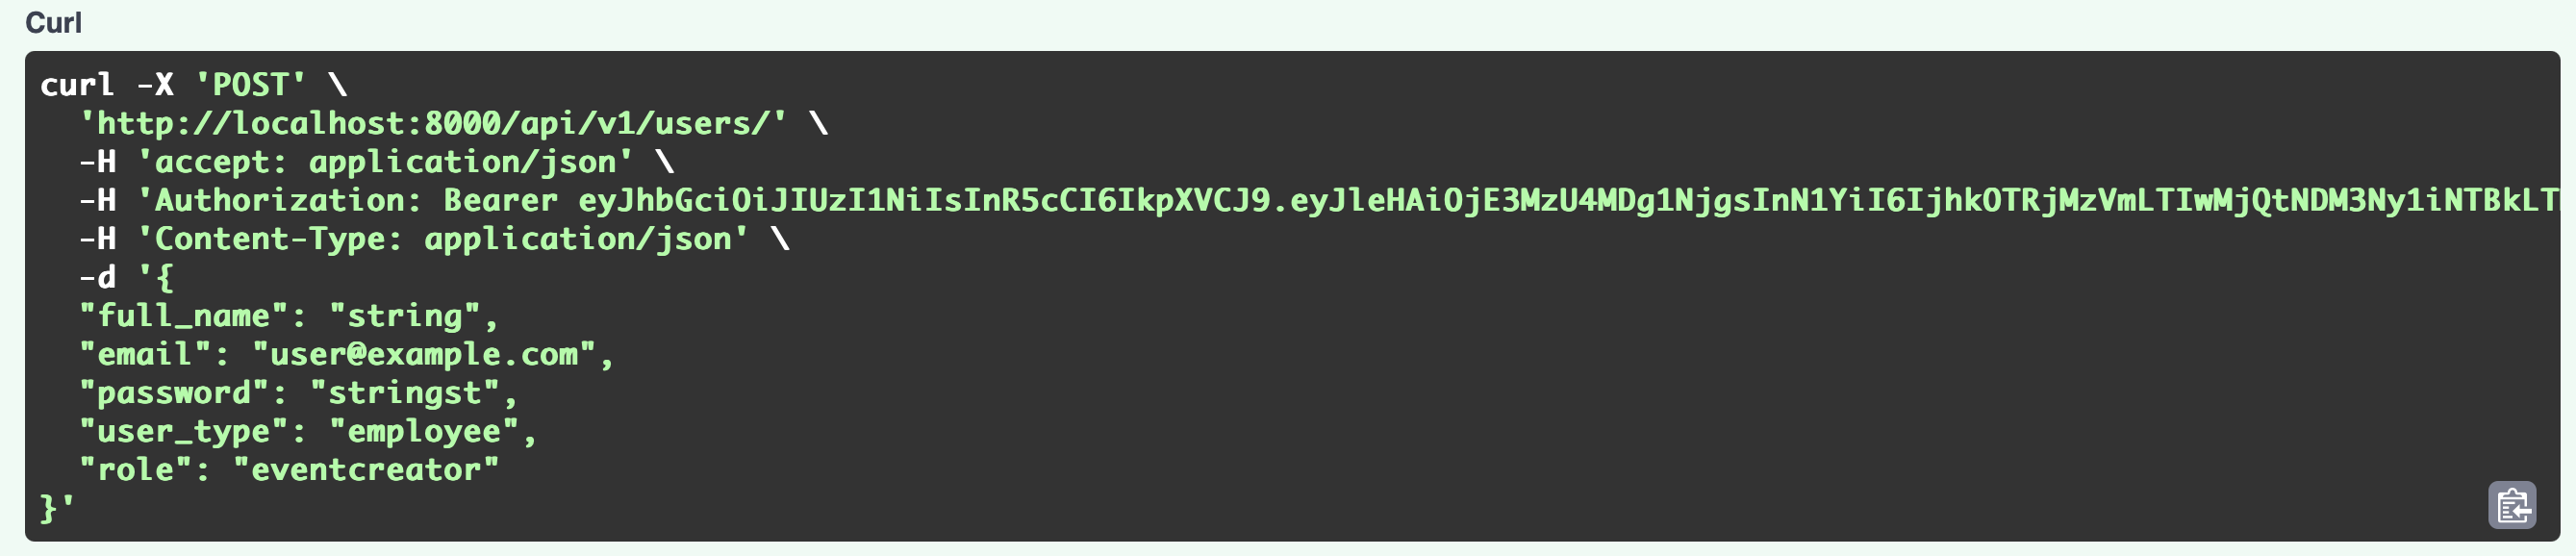 Curl
curl -X 'POST' \
'http://localhost:8000/api/v1/users/' \
-H 'accept: application/json' \
-H 'Authorization: Bearer eyJhbGciOiJIUzI1NiIsInR5cCI6IkpXVCJ9.eyJleHAiOjE3MzU4MDg1NjgsInN1YiI6IjhkOTRjMzVmLTIwMjQtNDM3Ny1iNTBkLT
-H 'Content-Type: application/json' \
-d '{
"full_name": "string",
"email": "user@example.com",
"password": "stringst",
"user_type": "employee",
"role": "eventcreator"
}'